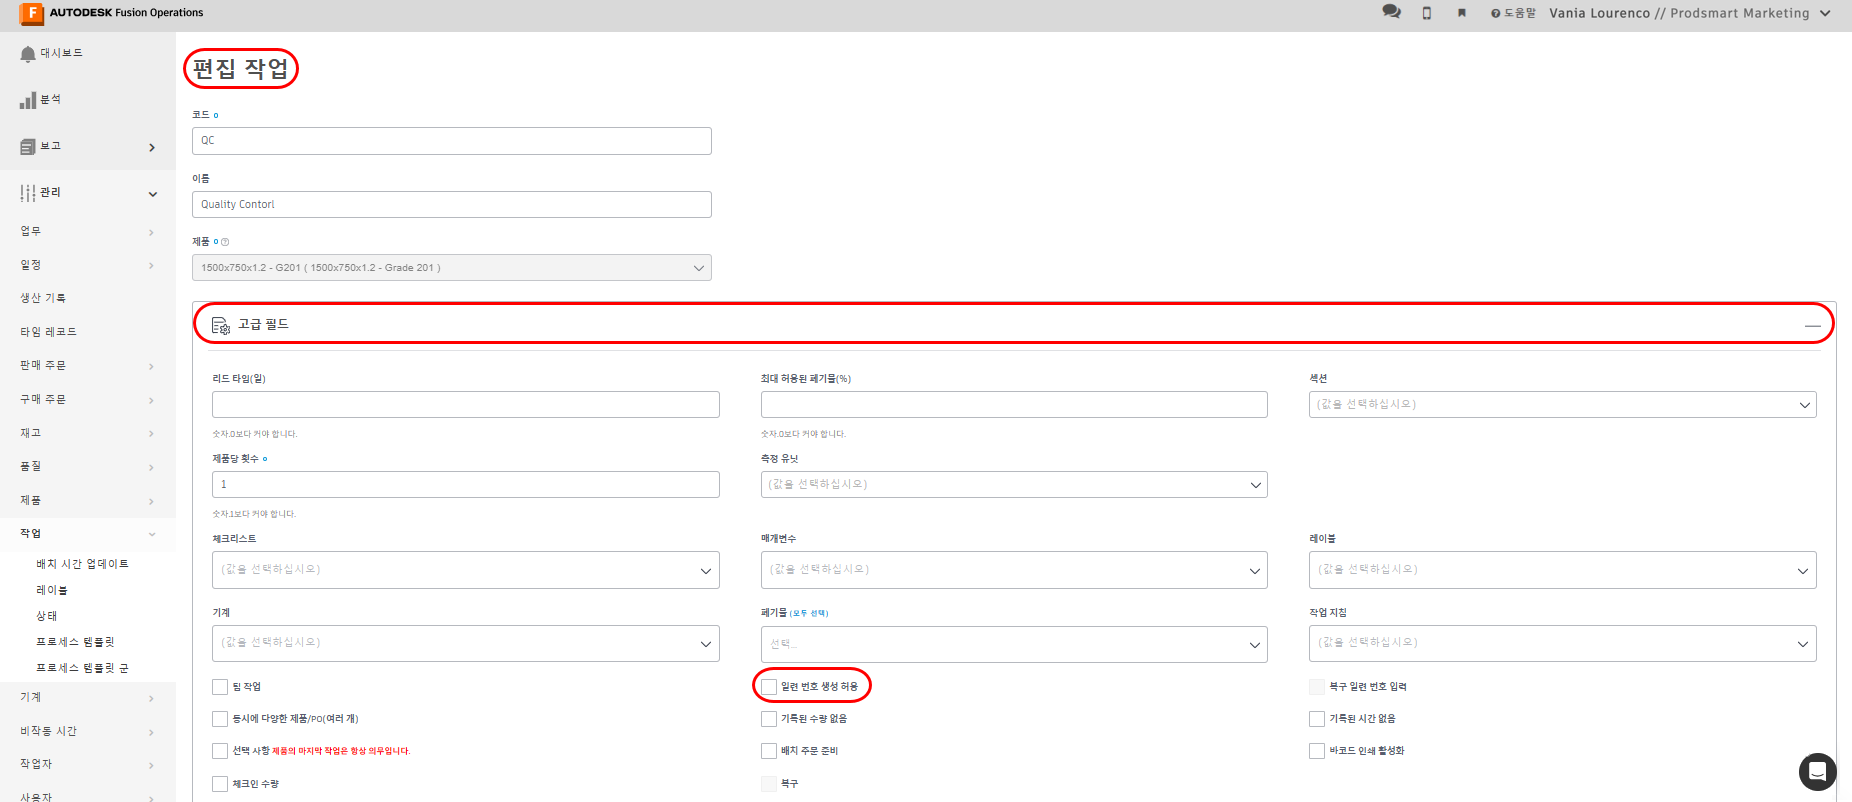 AUTODESK Fusion Operations
도움말 Vania Lourenco // Prodsmart Marketing
대시보드
분석
보고
관리
업무
일정
생산 기록
타임 레코드
판매 주문
구매 주문
재고
품질
제품
작업
배치 시간 업데이트
레이블
상태
프로세스 템플릿
프로세스 템플릿 군
기계
비작동 시간
작업자
사용자
편집 작업
코드
QC
이름
Quality Contorl
제품
1500x750x1.2 - G201 ( 1500x750x1.2 - Grade 201 )
고급 필드
리드 타임(일) 최대 허용된 폐기물(%) 섹션
(값을 선택하십시오)
숫자.0보다 커야 합니다. 숫자.0보다 커야 합니다.
제품당 횟수 측정 유닛
1 (값을 선택하십시오)
숫자.1보다 커야 합니다.
체크리스트 매개변수 레이블
(값을 선택하십시오) (값을 선택하십시오) (값을 선택하십시오)
기계 폐기물 (모두 선택) 작업 지침
(값을 선택하십시오) 선택... (값을 선택하십시오)
팀 작업 일련 번호 생성 허용 복구 일련 번호 입력
동시에 다양한 제품/PO(여러 개) 기록된 수량 없음 기록된 시간 없음
선택 사항 제품의 마지막 작업은 항상 의무입니다. 배치 주문 준비 바코드 인쇄 활성화
체크인 수량 복구